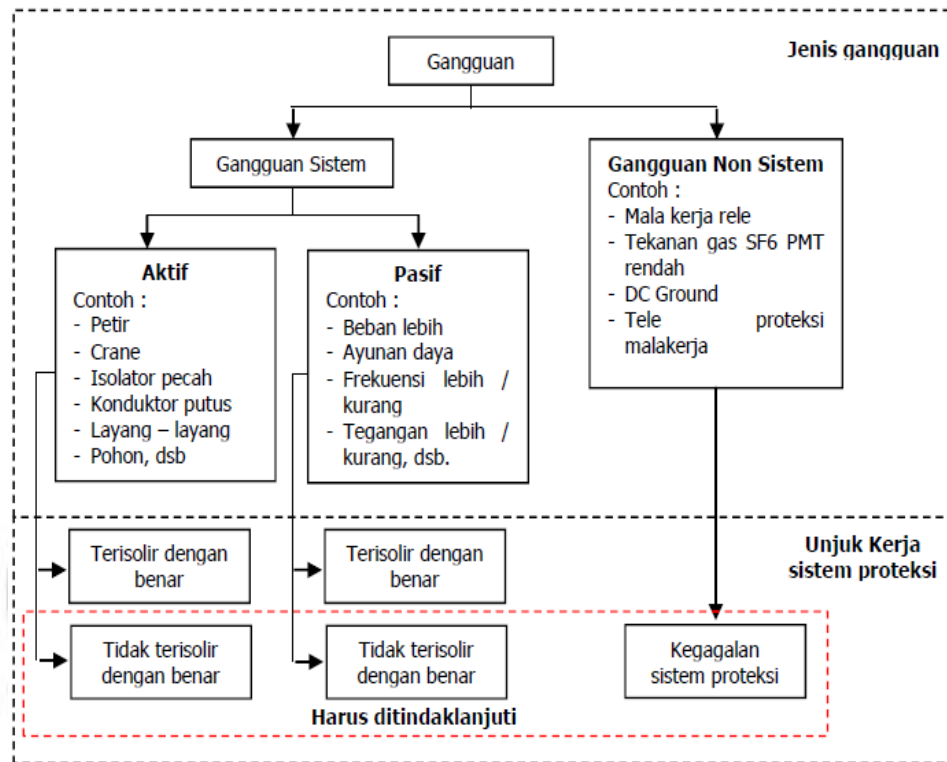 Jenis gangguan
Gangguan
Gangguan Sistem
Gangguan Non Sistem
Contoh :
- Mala kerja rele
- Tekanan gas SF6 PMT
rendah
- DC Ground
- Tele proteksi
malakerja
Aktif
Contoh :
- Petir
- Crane
- Isolator pecah
- Konduktor putus
- Layang – layang
- Pohon, dsb
Pasif
Contoh :
- Beban lebih
- Ayunan daya
- Frekuensi lebih /
kurang
- Tegangan lebih /
kurang, dsb.
Unjuk Kerja
sistem proteksi
Terisolir dengan
benar
Terisolir dengan
benar
Tidak terisolir
dengan benar
Tidak terisolir
dengan benar
Kegagalan
sistem proteksi
Harus ditindaklanjuti